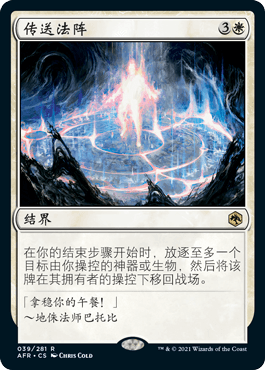 传送法阵 3
结界
在你的结束步骤开始时，放逐至多一个
目标由你操控的神器或生物，然后将该
牌在其拥有者的操控下移回战场。
「拿稳你的午餐！」
～地侏法师巴托比
039/281 R
AFR • CS Chris Cold
™ & © 2021 Wizards of the Coast